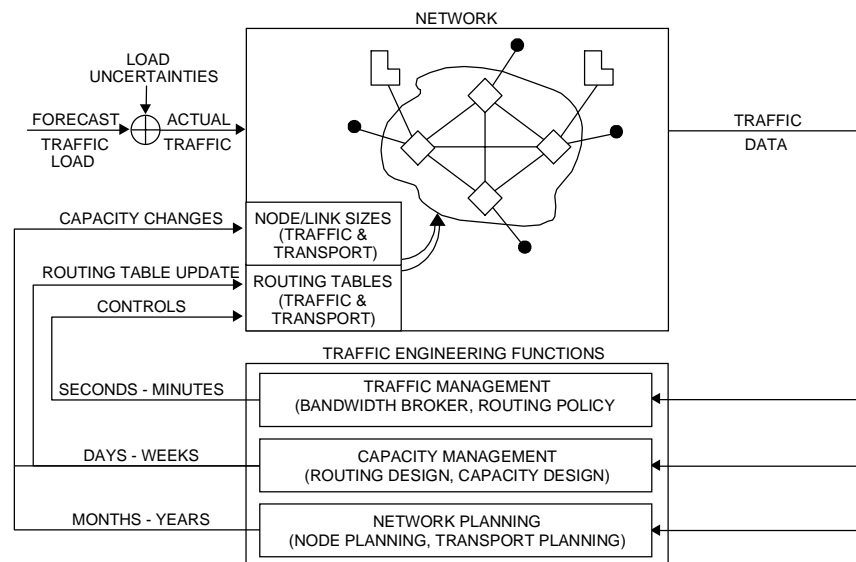 NETWORK
LOAD
UNCERTAINTIES
FORECAST
TRAFFIC
LOAD
ACTUAL
TRAFFIC
TRAFFIC
DATA
CAPACITY CHANGES
NODE/LINK SIZES
(TRAFFIC &
TRANSPORT)
ROUTING TABLE UPDATE
ROUTING TABLES
(TRAFFIC &
TRANSPORT)
CONTROLS
TRAFFIC ENGINEERING FUNCTIONS
SECONDS - MINUTES
TRAFFIC MANAGEMENT
(BANDWIDTH BROKER, ROUTING POLICY
DAYS - WEEKS
CAPACITY MANAGEMENT
(ROUTING DESIGN, CAPACITY DESIGN)
MONTHS - YEARS
NETWORK PLANNING
(NODE PLANNING, TRANSPORT PLANNING)